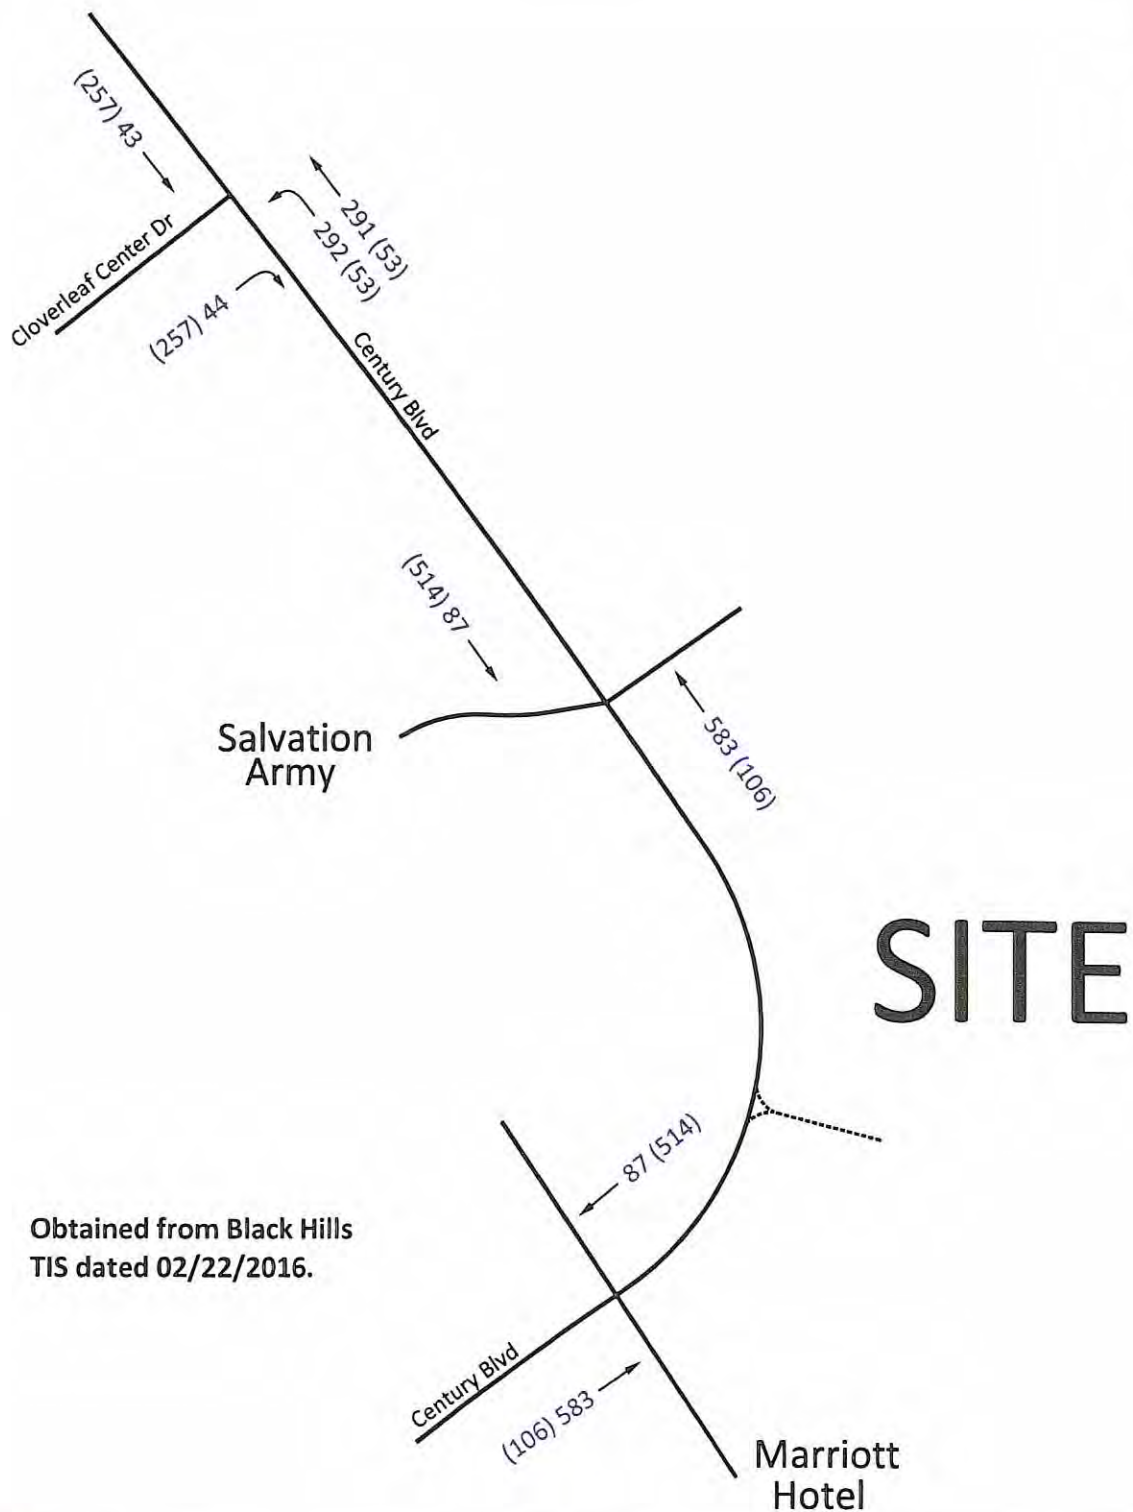 (257) 43
291 (53)
292 (53)
Cloverleaf Center Dr
(257) 44
Century Blvd
(514) 87
Salvation
Army
583 (106)
SITE
87 (514)
Obtained from Black Hills
TIS dated 02/22/2016.
Century Blvd
(106) 583
Marriott
Hotel